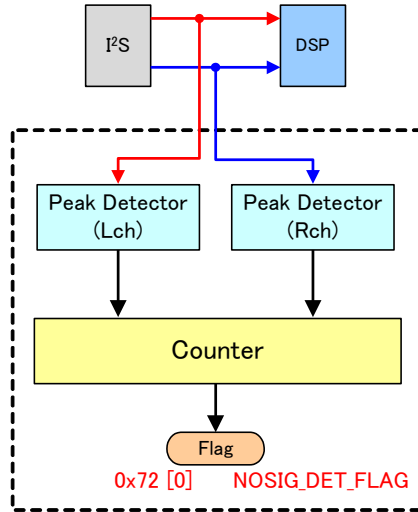 I²S
DSP
Peak Detector
(Lch)
Peak Detector
(Rch)
Counter
Flag
0x72 [0] NOSIG_DET_FLAG